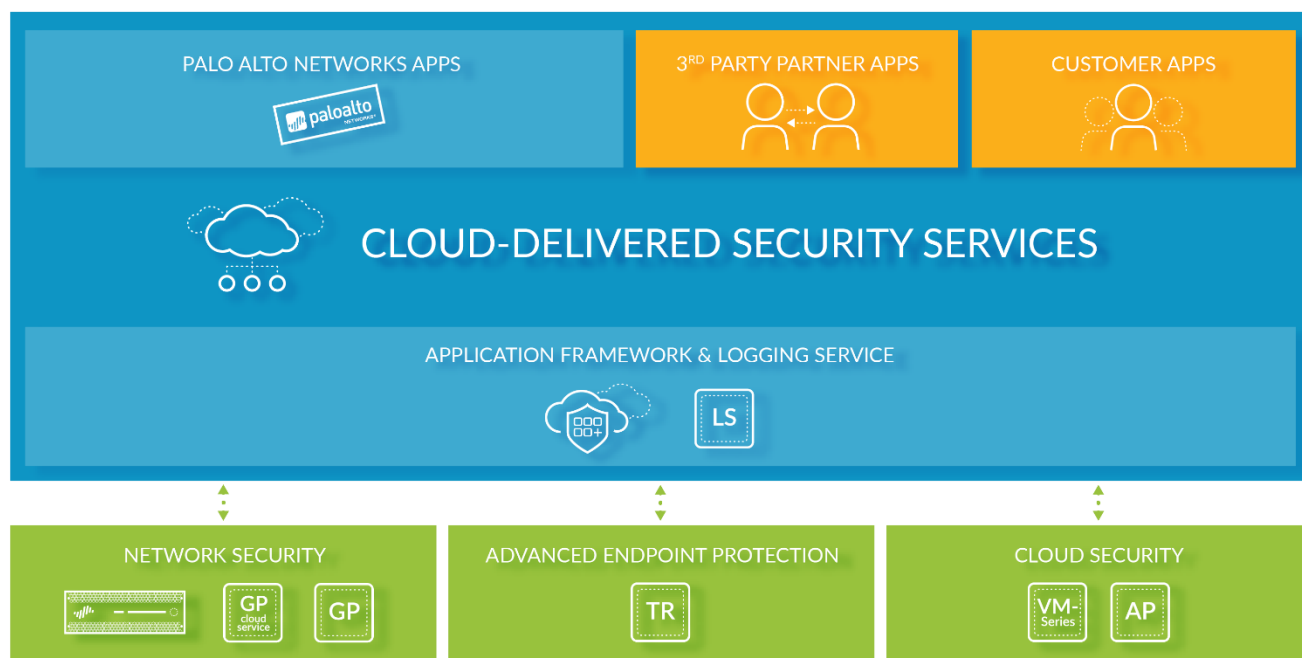 PALO ALTO NETWORKS APPS
3RD PARTY PARTNER APPS
CUSTOMER APPS
paloalto
NETWORKS®
CLOUD-DELIVERED SECURITY SERVICES
APPLICATION FRAMEWORK & LOGGING SERVICE
LS
NETWORK SECURITY
GP
cloud
service
GP
ADVANCED ENDPOINT PROTECTION
TR
CLOUD SECURITY
VM-
Series
AP